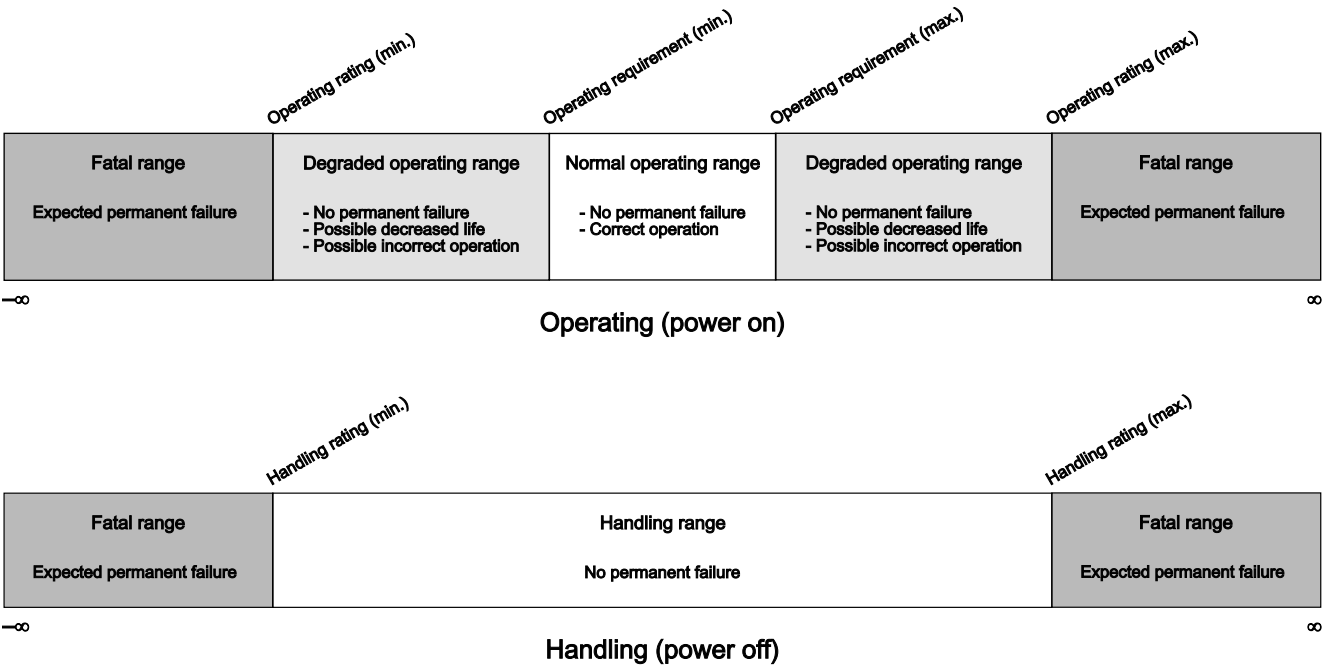 Operating rating (min.)
Operating requirement (min.)
Operating requirement (max.)
Operating rating (max.)
Fatal range
Degraded operating range
Normal operating range
Degraded operating range
Fatal range
Expected permanent failure
- No permanent failure
- Possible decreased life
- Possible incorrect operation
- No permanent failure
- Correct operation
- No permanent failure
- Possible decreased life
- Possible incorrect operation
Expected permanent failure
–∞
∞
Operating (power on)
Handling rating (min.)
Handling rating (max.)
Fatal range
Handling range
Fatal range
Expected permanent failure
No permanent failure
Expected permanent failure
–∞
∞
Handling (power off)